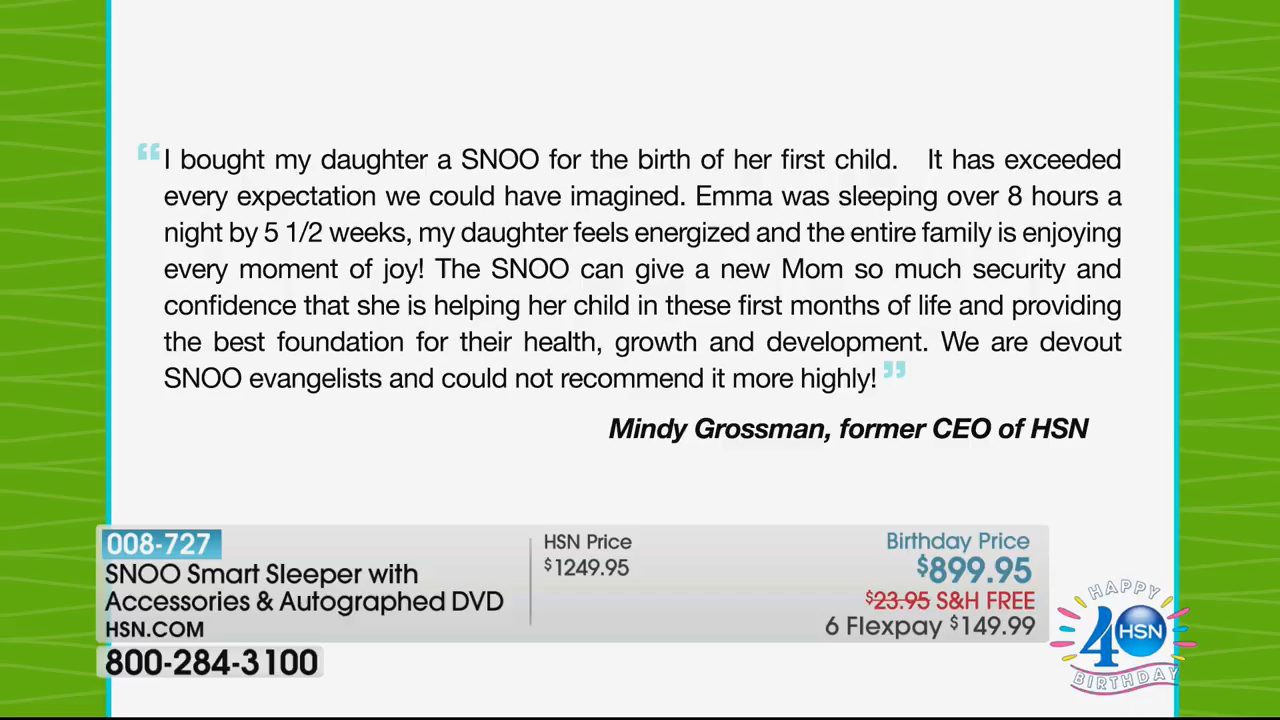 “I bought my daughter a SNOO for the birth of her first child. It has exceeded
every expectation we could have imagined. Emma was sleeping over 8 hours a
night by 5 1/2 weeks, my daughter feels energized and the entire family is enjoying
every moment of joy! The SNOO can give a new Mom so much security and
confidence that she is helping her child in these first months of life and providing
the best foundation for their health, growth and development. We are devout
SNOO evangelists and could not recommend it more highly!”
Mindy Grossman, former CEO of HSN
008-727
SNOO Smart Sleeper with
Accessories & Autographed DVD
HSN.COM
800-284-3100
HSN Price
$1249.95
Birthday Price
$899.95
$23.95 S&H FREE
6 Flexpay $149.99
HAPPY
40 HSN
BIRTHDAY